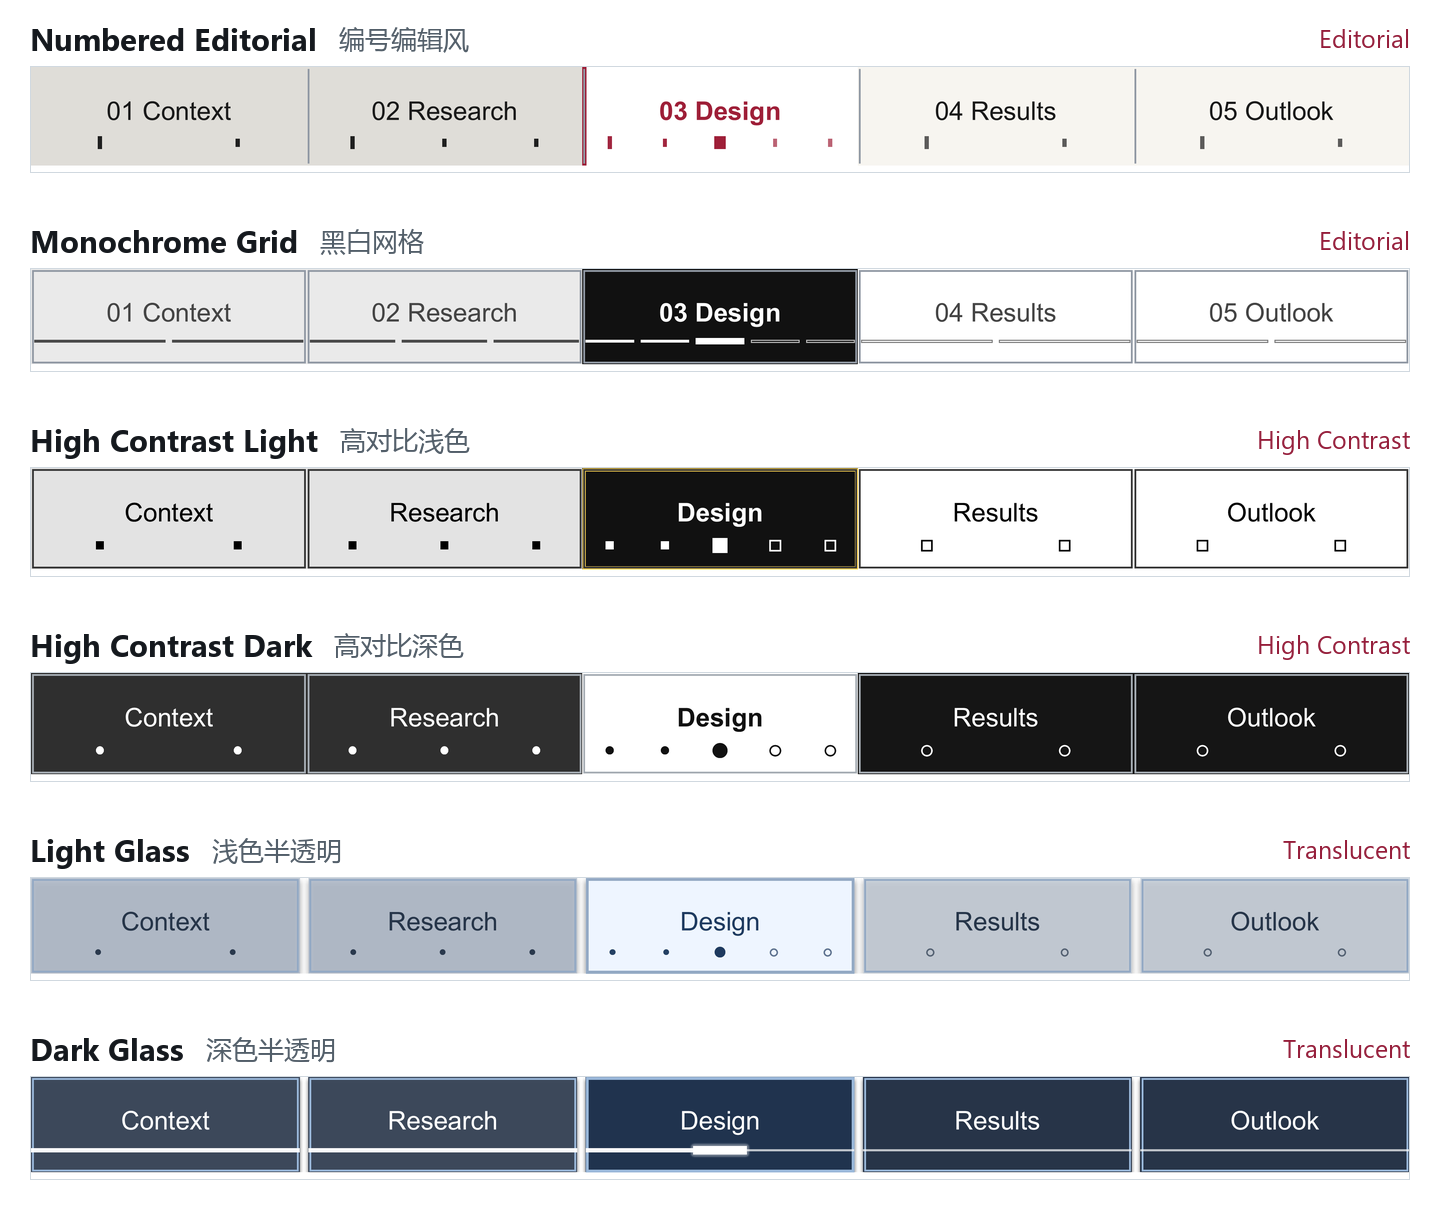 Numbered Editorial 编号编辑风 Editorial
01 Context 02 Research 03 Design 04 Results 05 Outlook
Monochrome Grid 黑白网格 Editorial
01 Context 02 Research 03 Design 04 Results 05 Outlook
High Contrast Light 高对比浅色 High Contrast
Context Research Design Results Outlook
High Contrast Dark 高对比深色 High Contrast
Context Research Design Results Outlook
Light Glass 浅色半透明 Translucent
Context Research Design Results Outlook
Dark Glass 深色半透明 Translucent
Context Research Design Results Outlook